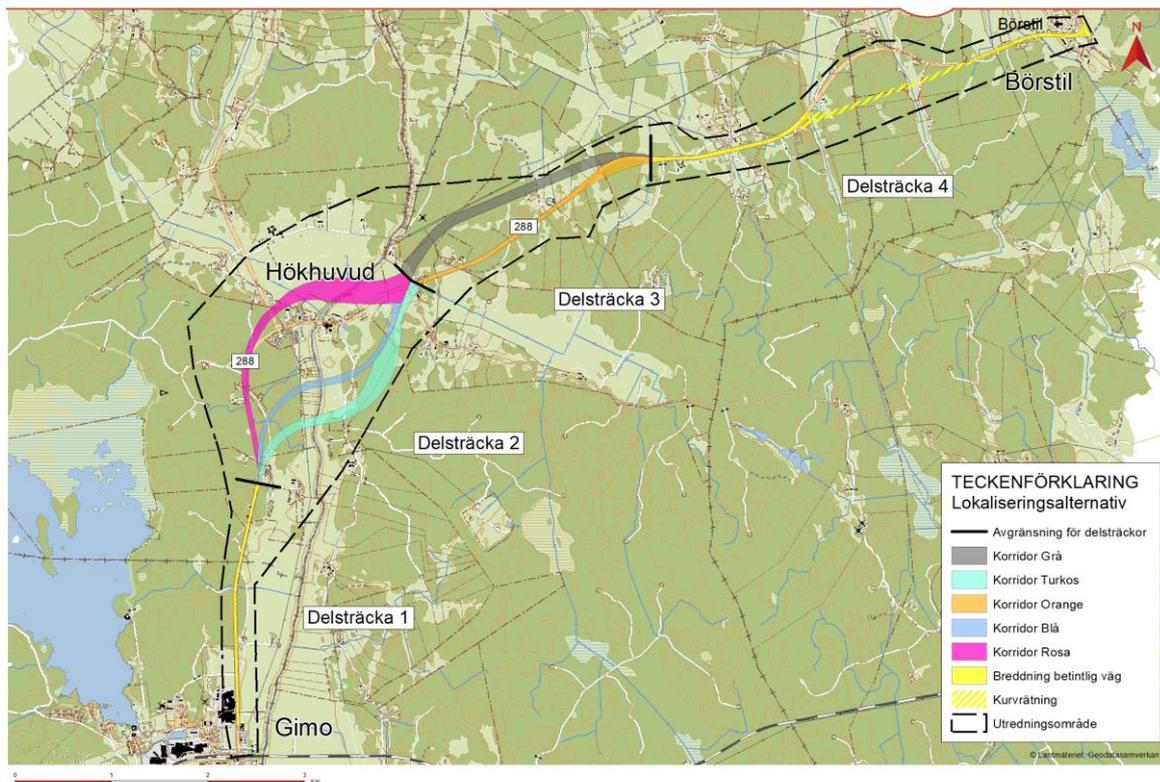 Börstil
N
Börstil
Delsträcka 4
288
Hökhuvud
Delsträcka 3
288
Delsträcka 2
Delsträcka 1
Gimo
TECKENFÖRKLARING
Lokaliseringsalternativ
Avgränsning för delsträckor
Korridor Grå
Korridor Turkos
Korridor Orange
Korridor Blå
Korridor Rosa
Breddning betintlig väg
Kurvrätning
Utredningsområde
© Lantmäteriet, Geodatasamverkan
0 1 2 3
Km